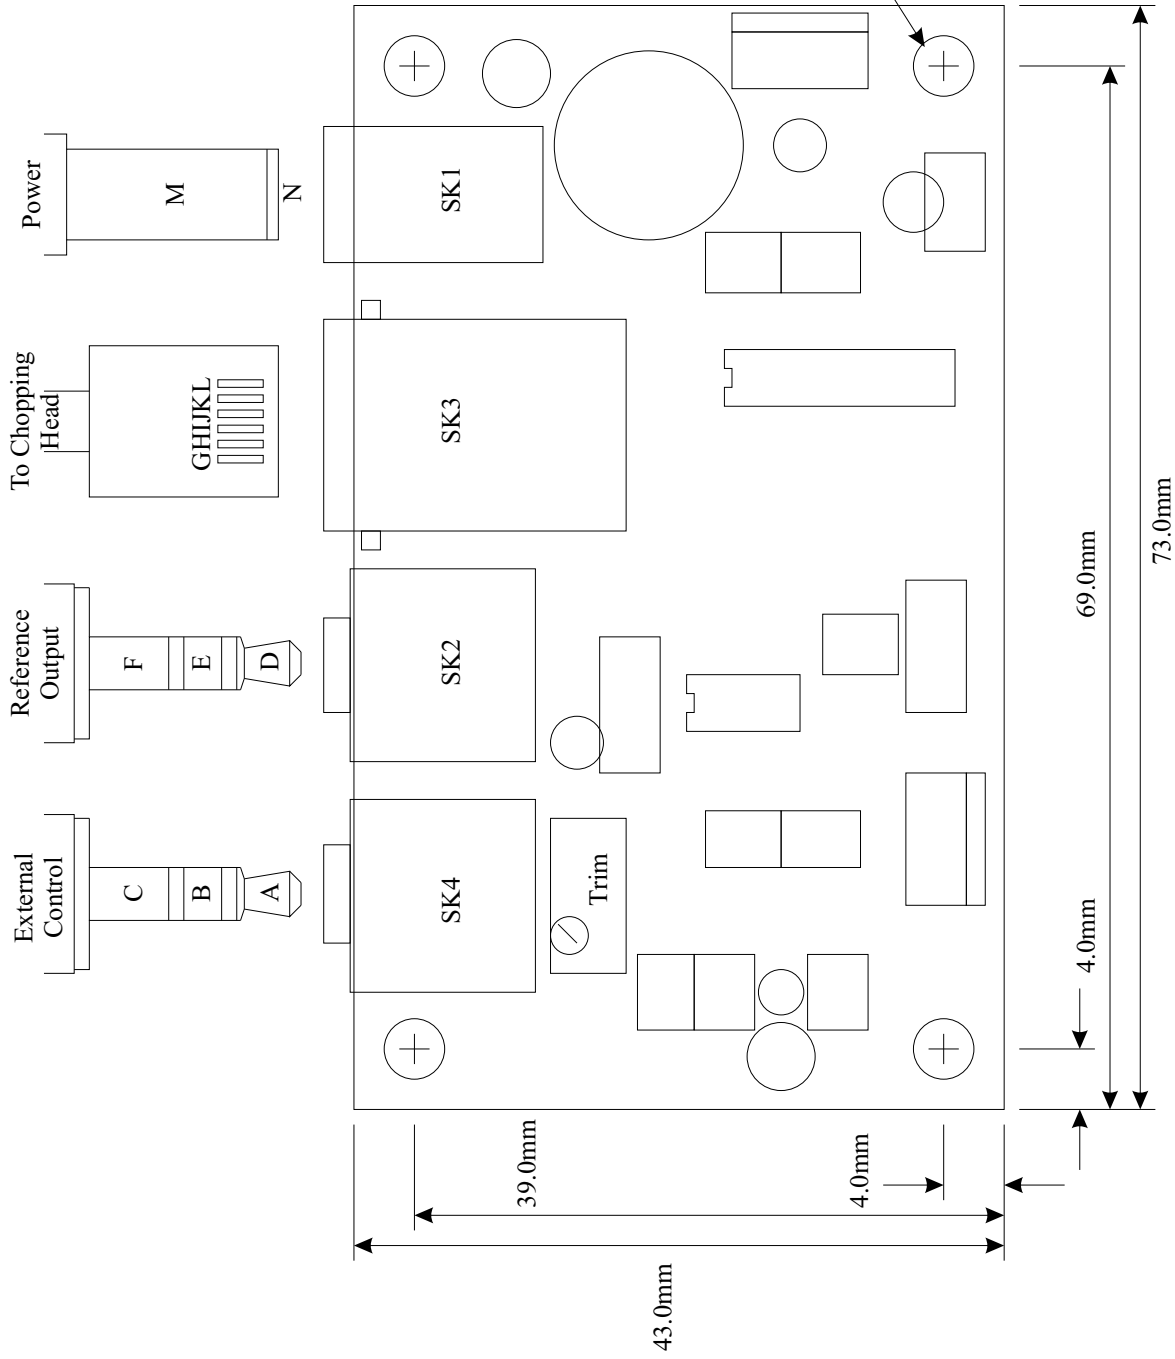 External
Control
Reference
Output
To Chopping
Head
Power
C
B
A
F
E
D
GHIJKL
M
N
SK4
SK2
SK3
SK1
Trim
43.0mm
39.0mm
4.0mm
4.0mm
69.0mm
73.0mm